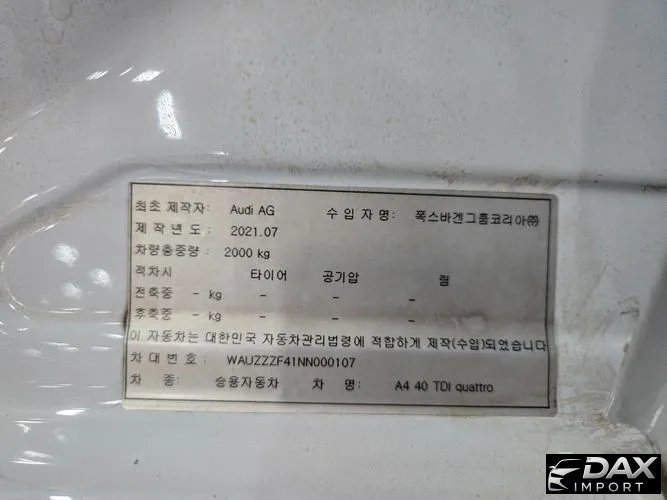 최초 제작자: Audi AG 수 입 자 명: 폭스바겐그룹코리아㈜
제 작 년 도 : 2021.07
차량총중량 : 2000 kg
적차시 타이어 공기압 림
전축중 - kg - - -
후축중 - kg - - -
이 자동차는 대한민국 자동차관리법령에 적합하게 제작(수입)되었습니다
차 대 번 호 : WAUZZZF41NN000107
차 종: 승용자동차 차 명: A4 40 TDI quattro
DAX
IMPORT